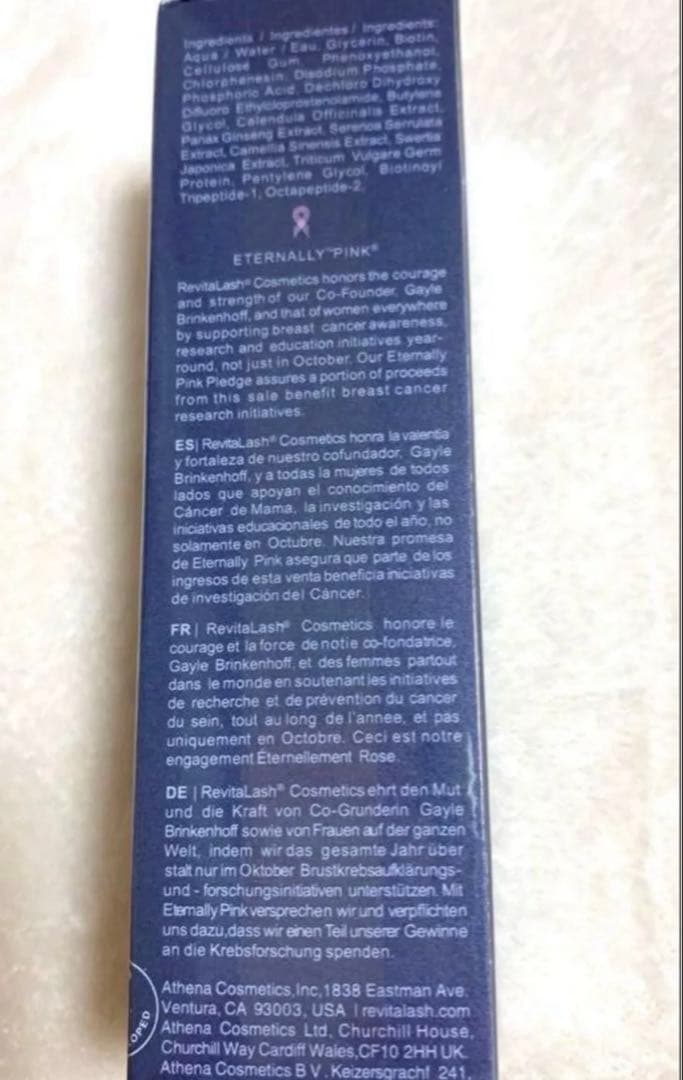 Ingredients / Ingredientes / Ingredients:
Aqua / Water / Eau, Glycerin, Biotin,
Cellulose Gum, Phenoxyethanol,
Chlorphenesin, Disodium Phosphate,
Phosphoric Acid, Dechloro Dihydroxy
Difluoro Ethylcloprostenolamide, Butylene
Glycol, Calendula Officinalis Extract,
Panax Ginseng Extract, Serenoa Serrulata
Extract, Camellia Sinensis Extract, Swertia
Japonica Extract, Triticum Vulgare Germ
Protein, Pentylene Glycol, Biotinoyl
Tripeptide-1, Octapeptide-2.
ETERNALLY™PINK®
RevitaLash® Cosmetics honors the courage
and strength of our Co-Founder, Gayle
Brinkenhoff, and that of women everywhere
by supporting breast cancer awareness,
research and education initiatives year-
round, not just in October. Our Eternally
Pink Pledge assures a portion of proceeds
from this sale benefit breast cancer
research initiatives.
ES| RevitaLash® Cosmetics honra la valentia
y fortaleza de nuestro cofundador, Gayle
Brinkenhoff, y a todas la mujeres de todos
lados que apoyan el conocimiento del
Cáncer de Mama, la investigación y las
iniciativas educacionales de todo el año, no
solamente en Octubre. Nuestra promesa
de Eternally Pink asegura que parte de los
ingresos de esta venta beneficia iniciativas
de investigación del Cáncer.
FR| RevitaLash® Cosmetics honore le
courage et la force de notie co-fondatrice,
Gayle Brinkenhoff, et des femmes partout
dans le monde en soutenant les initiatives
de recherche et de prévention du cancer
du sein, tout au long de l'annee, et pas
uniquement en Octobre. Ceci est notre
engagement Éternellement Rose.
DE | RevitaLash® Cosmetics ehrt den Mut
und die Kraft von Co-Grunderin Gayle
Brinkenhoff sowie von Frauen auf der ganzen
Welt, indem wir das gesamte Jahr über
stalt nur im Oktober Brustkrebsaufklärungs-
und - forschungsinitiativen unterstützen. Mit
Eternally Pink versprechen wir und verpflichten
uns dazu, dass wir einen Teil unserer Gewinne
an die Krebsforschung spenden.
OPED
Athena Cosmetics, Inc, 1838 Eastman Ave.
Ventura, CA 93003, USA | revitalash.com
Athena Cosmetics Ltd, Churchill House,
Churchill Way Cardiff Wales, CF10 2HH UK.
Athena Cosmetics B V . Keizersgracht 241,